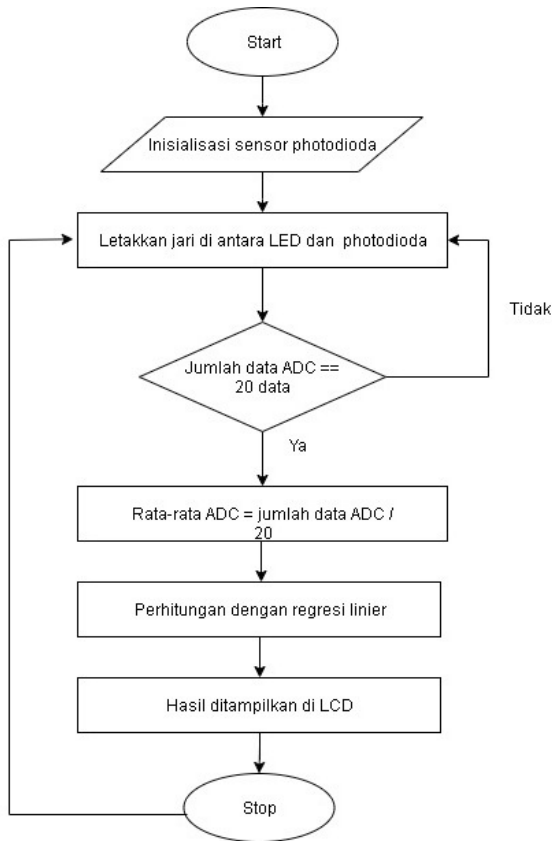 Start
Inisialisasi sensor photodioda
Letakkan jari di antara LED dan photodioda
Tidak
Jumlah data ADC ==
20 data
Ya
Rata-rata ADC = jumlah data ADC /
20
Perhitungan dengan regresi linier
Hasil ditampilkan di LCD
Stop